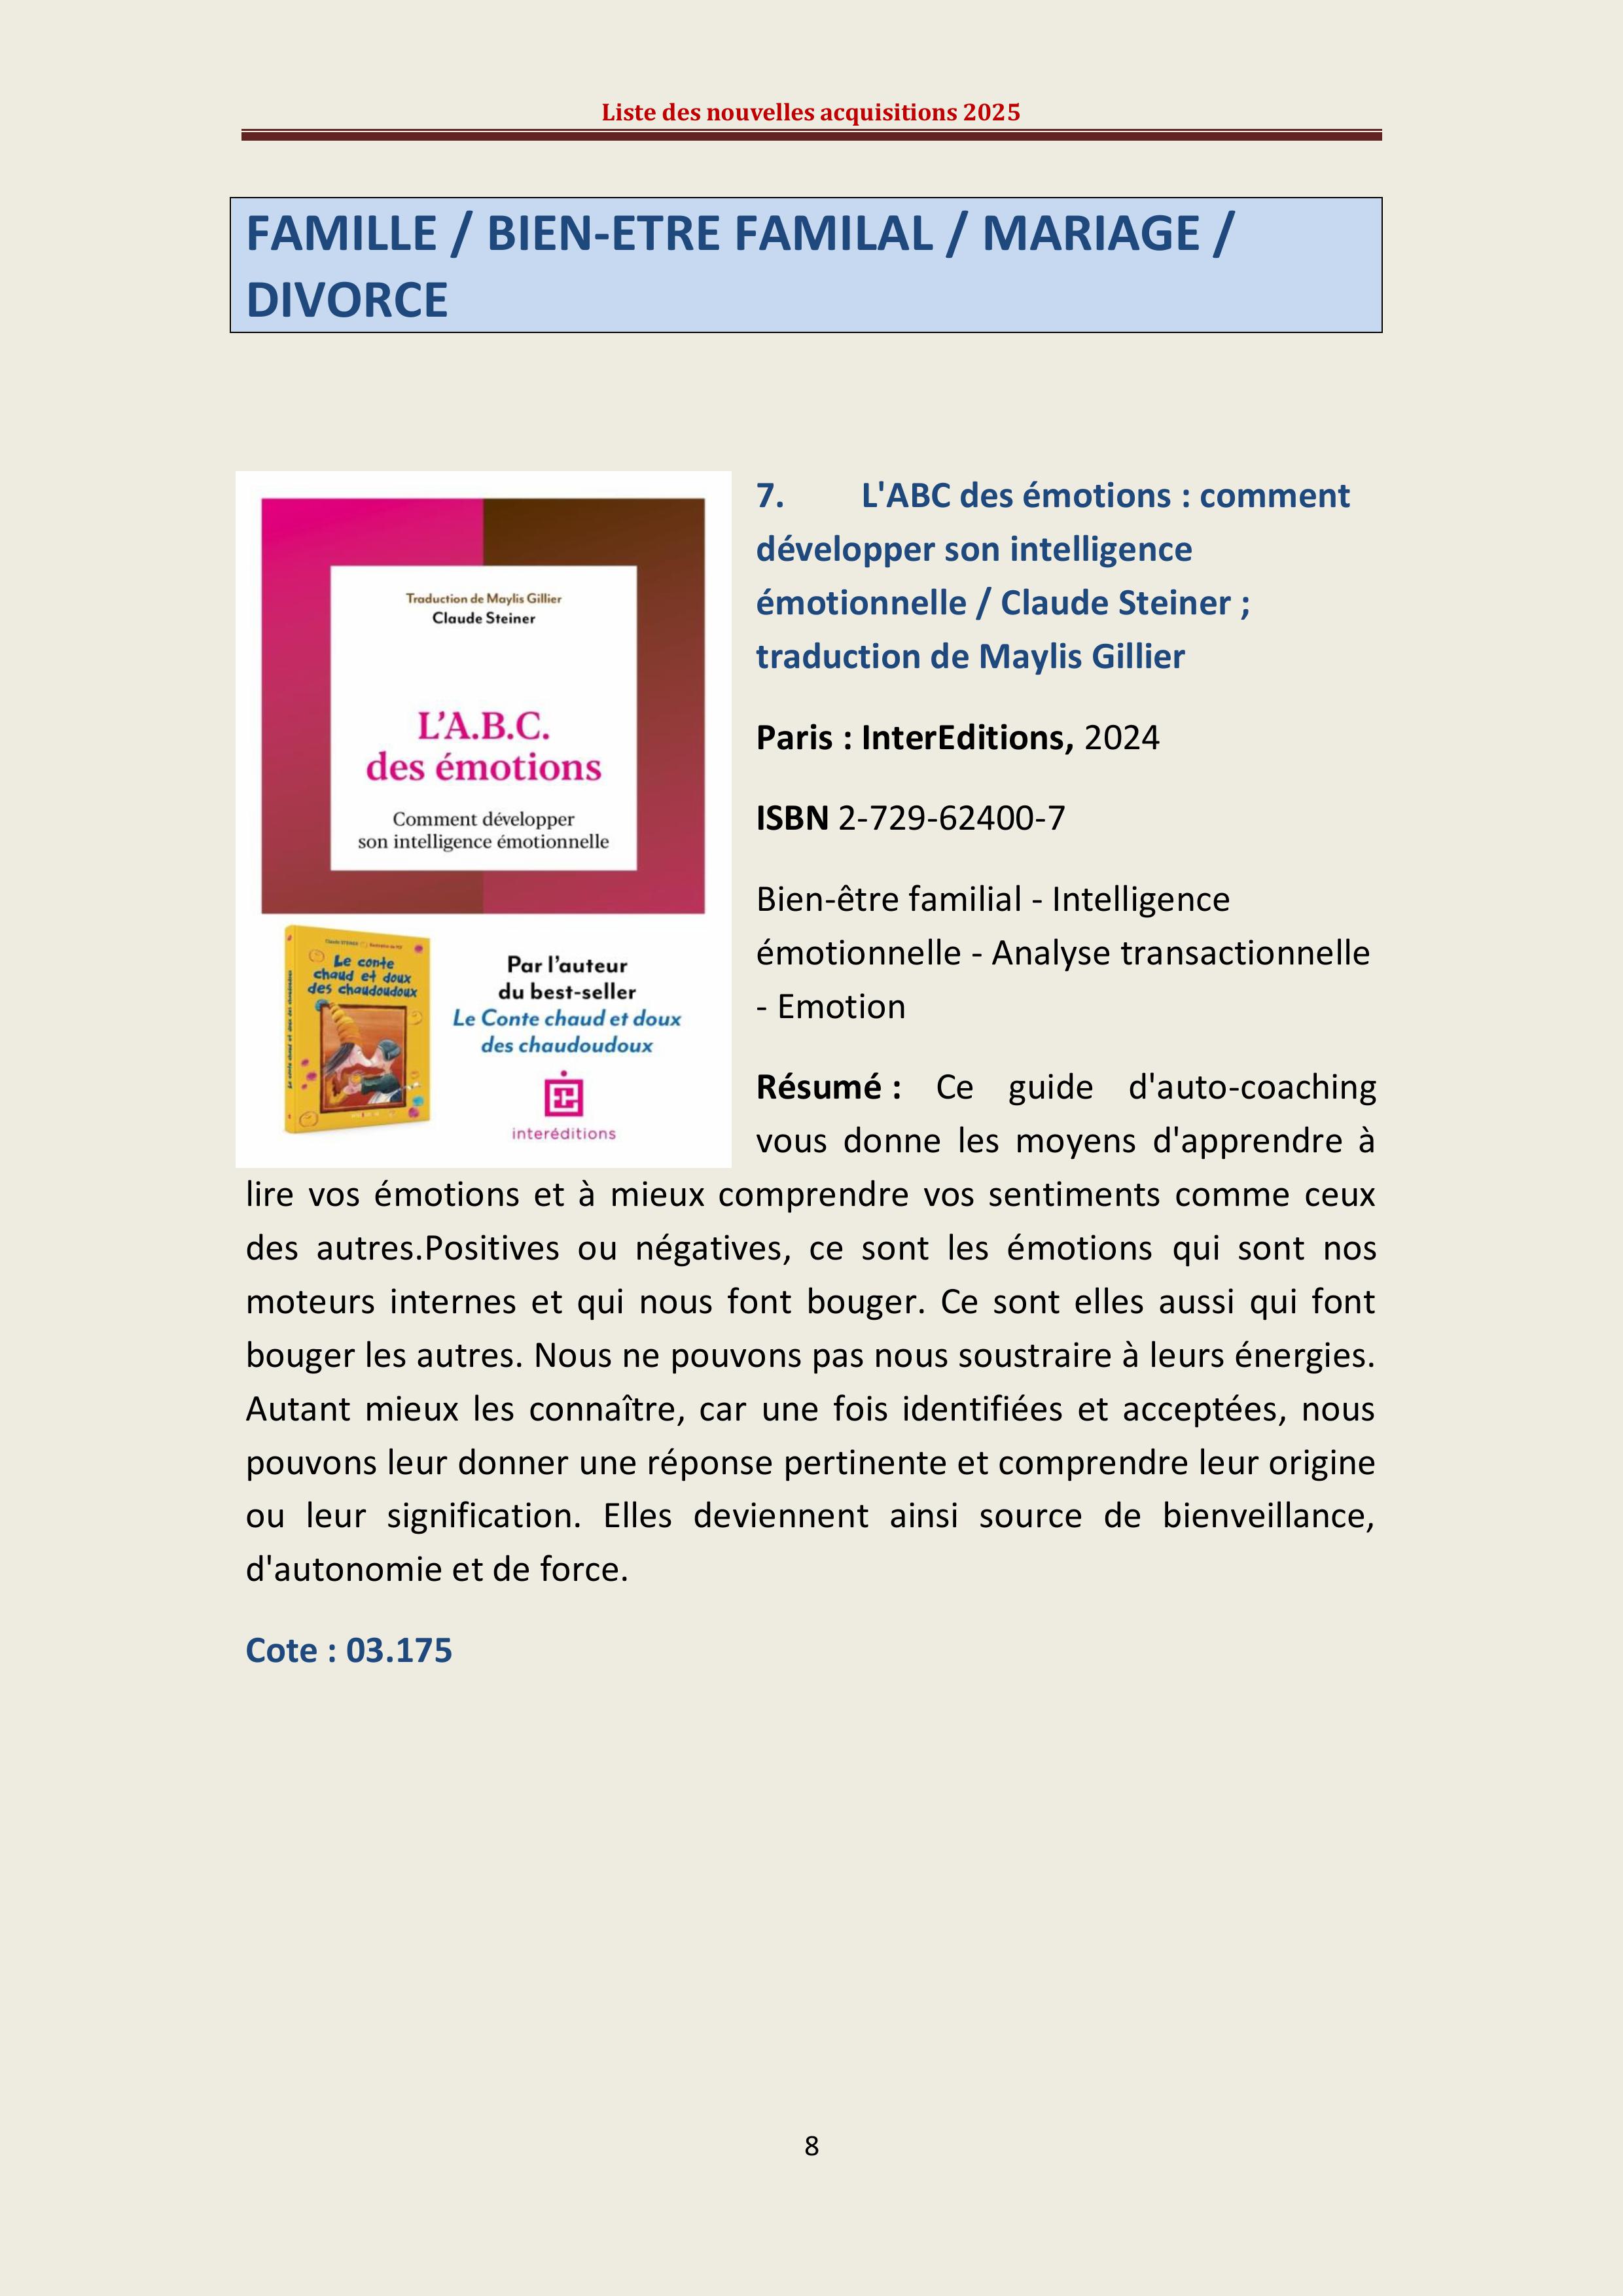 Liste des nouvelles acquisitions 2025
FAMILLE / BIEN-ETRE FAMILAL / MARIAGE /
DIVORCE
Traduction de Maylis Gillier
Claude Steiner
L'A.B.C.
des émotions
Comment développer
son intelligence émotionnelle
Le conte
chaud et doux
des chaudoudoux
Par l'auteur
du best-seller
Le Conte chaud et doux
des chaudoudoux
interéditions
7. L'ABC des émotions : comment
développer son intelligence
émotionnelle / Claude Steiner ;
traduction de Maylis Gillier
Paris : InterEditions, 2024
ISBN 2-729-62400-7
Bien-être familial - Intelligence
émotionnelle - Analyse transactionnelle
- Emotion
Résumé : Ce guide d'auto-coaching
vous donne les moyens d'apprendre à
lire vos émotions et à mieux comprendre vos sentiments comme ceux
des autres.Positives ou négatives, ce sont les émotions qui sont nos
moteurs internes et qui nous font bouger. Ce sont elles aussi qui font
bouger les autres. Nous ne pouvons pas nous soustraire à leurs énergies.
Autant mieux les connaître, car une fois identifiées et acceptées, nous
pouvons leur donner une réponse pertinente et comprendre leur origine
ou leur signification. Elles deviennent ainsi source de bienveillance,
d'autonomie et de force.
Cote : 03.175
8